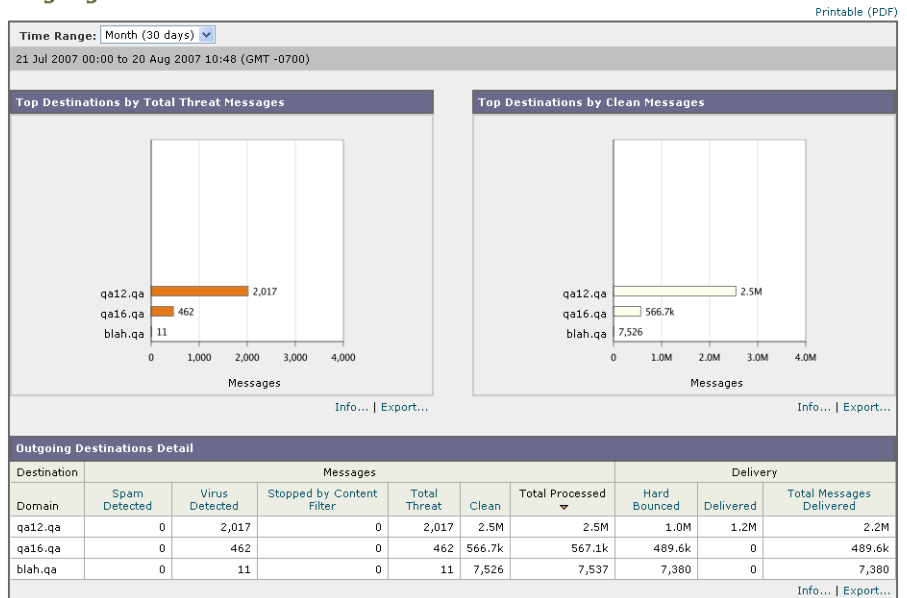 Printable (PDF)
Time Range: Month (30 days)
21 Jul 2007 00:00 to 20 Aug 2007 10:48 (GMT -0700)
Top Destinations by Total Threat Messages
qa12.qa 2,017
qa16.qa 462
blah.qa 11
0 1,000 2,000 3,000 4,000
Messages
Info... | Export...
Top Destinations by Clean Messages
qa12.qa 2.5M
qa16.qa 566.7k
blah.qa 7,526
0 1.0M 2.0M 3.0M 4.0M
Messages
Info... | Export...
Outgoing Destinations Detail
Destination Messages Delivery
Domain Spam Detected Virus Detected Stopped by Content Filter Total Threat Clean Total Processed Hard Bounced Delivered Total Messages Delivered
qa12.qa 0 2,017 0 2,017 2.5M 2.5M 1.0M 1.2M 2.2M
qa16.qa 0 462 0 462 566.7k 567.1k 489.6k 0 489.6k
blah.qa 0 11 0 11 7,526 7,537 7,380 0 7,380
Info... | Export...